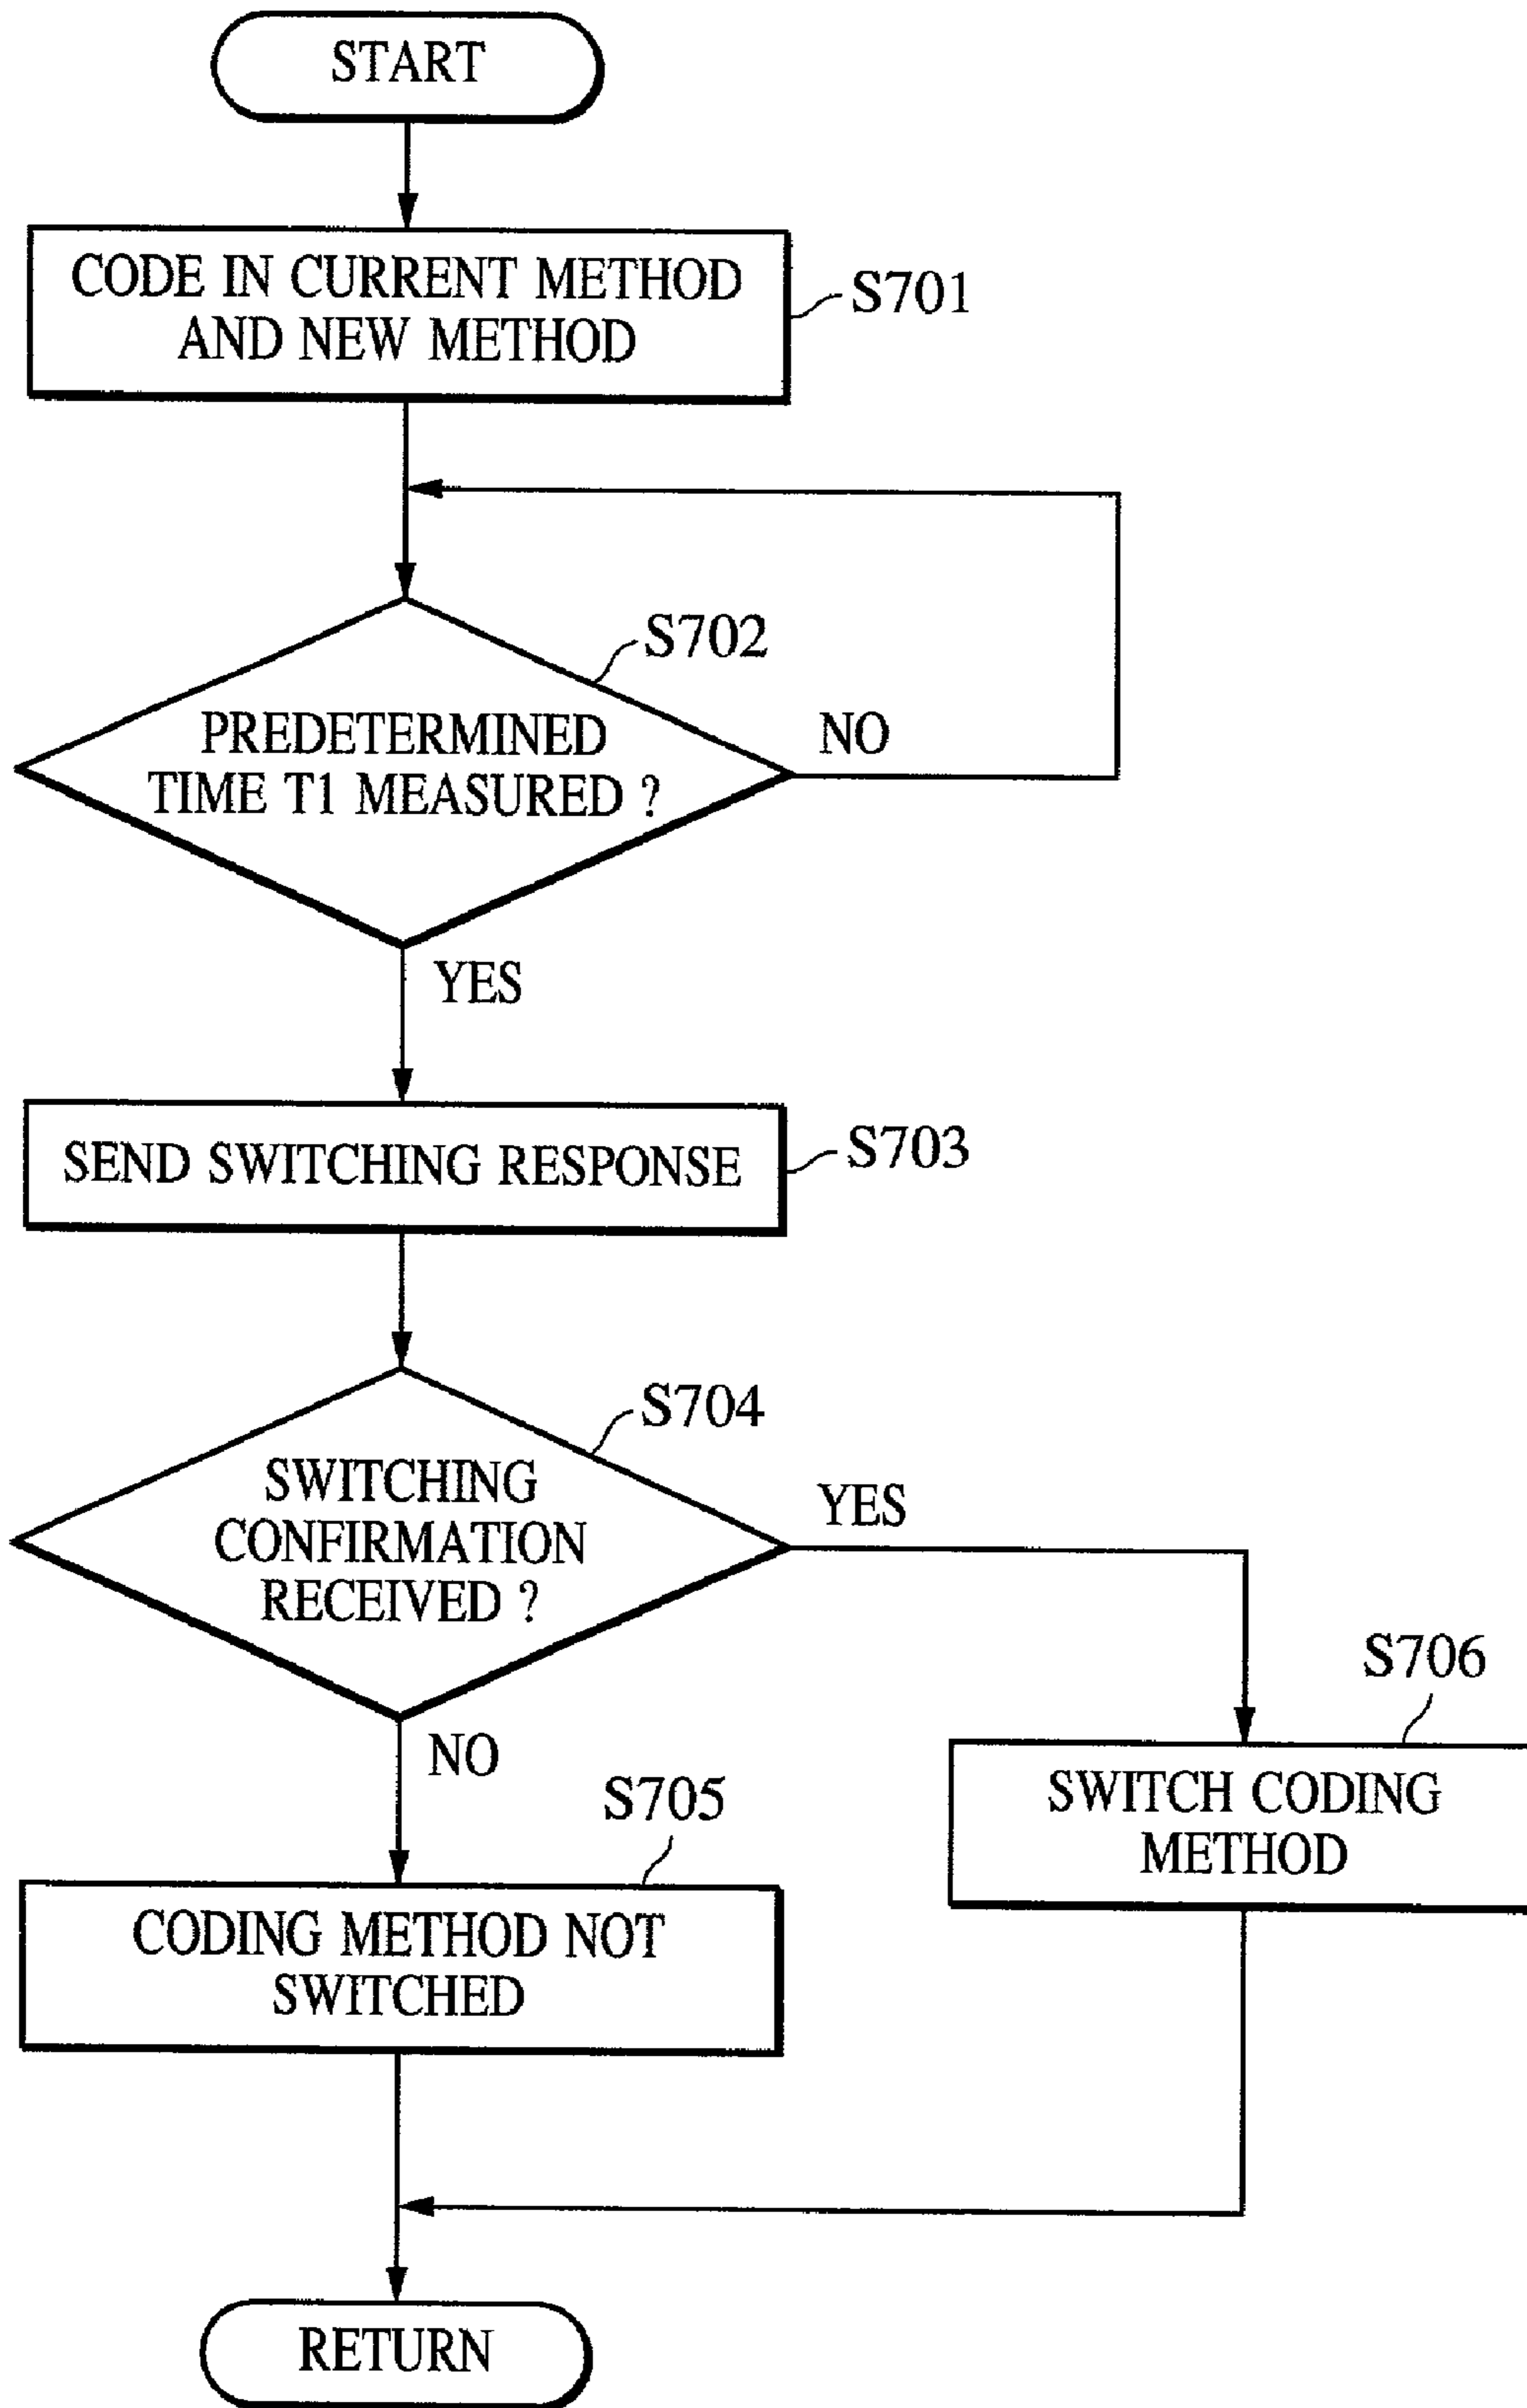 START
CODE IN CURRENT METHOD
AND NEW METHOD
S701
S702
PREDETERMINED
TIME T1 MEASURED ?
NO
YES
SEND SWITCHING RESPONSE
S703
S704
SWITCHING
CONFIRMATION
RECEIVED ?
YES
NO
S706
SWITCH CODING
METHOD
S705
CODING METHOD NOT
SWITCHED
RETURN